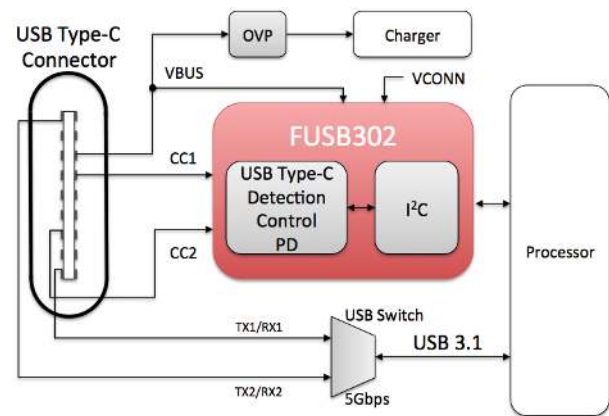 USB Type-C
Connector
OVP
Charger
VBUS
VCONN
FUSB302
CC1
USB Type-C
Detection
Control
PD
I²C
CC2
Processor
USB Switch
TX1/RX1
USB 3.1
TX2/RX2
5Gbps